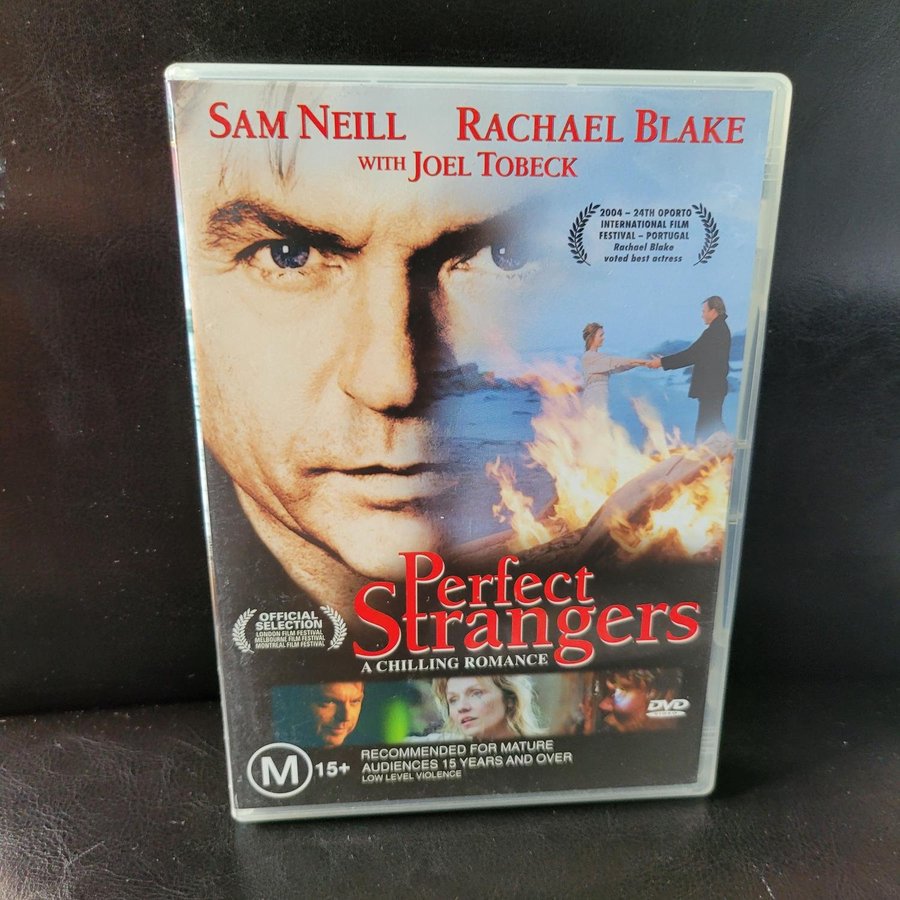 SAM NEILL RACHAEL BLAKE
WITH JOEL TOBECK
2004 – 24TH OPORTO
INTERNATIONAL FILM
FESTIVAL – PORTUGAL
Rachael Blake
voted best actress
Perfect
Strangers
A CHILLING ROMANCE
OFFICIAL
SELECTION
LONDON FILM FESTIVAL
MELBOURNE FILM FESTIVAL
MONTREAL FILM FESTIVAL
DVD
VIDEO
M 15+
RECOMMENDED FOR MATURE
AUDIENCES 15 YEARS AND OVER
LOW LEVEL VIOLENCE